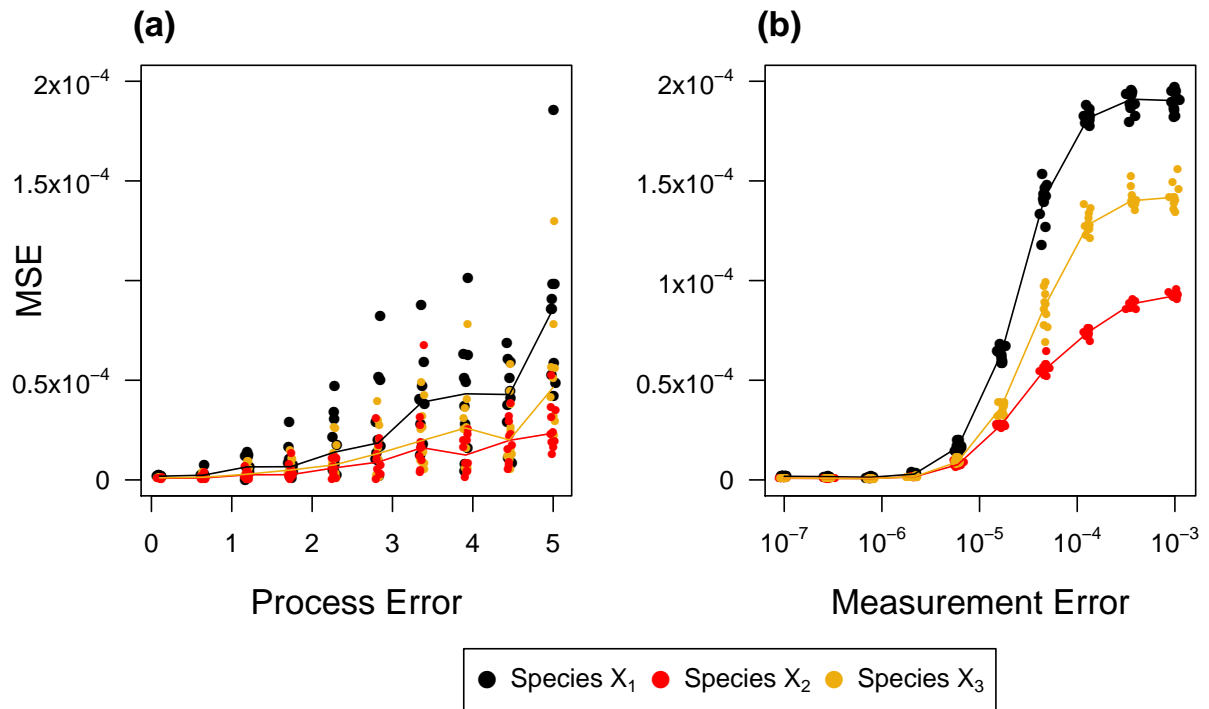 (a)
(b)
MSE
2x10⁻⁴
1.5x10⁻⁴
0.5x10⁻⁴
0
0 1 2 3 4 5
Process Error
2x10⁻⁴
1.5x10⁻⁴
0.5x10⁻⁴
0
10⁻⁷ 10⁻⁶ 10⁻⁵ 10⁻⁴ 10⁻³
Measurement Error
Species X₁ Species X₂ Species X₃